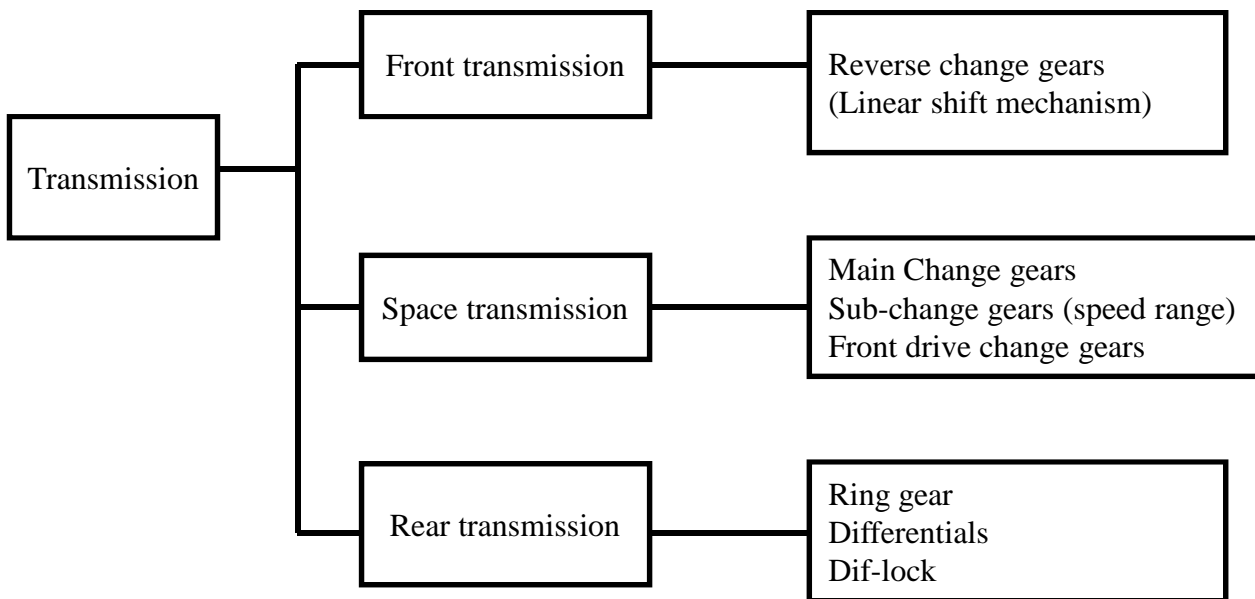 Transmission
Front transmission
Reverse change gears
(Linear shift mechanism)
Space transmission
Main Change gears
Sub-change gears (speed range)
Front drive change gears
Rear transmission
Ring gear
Differentials
Dif-lock